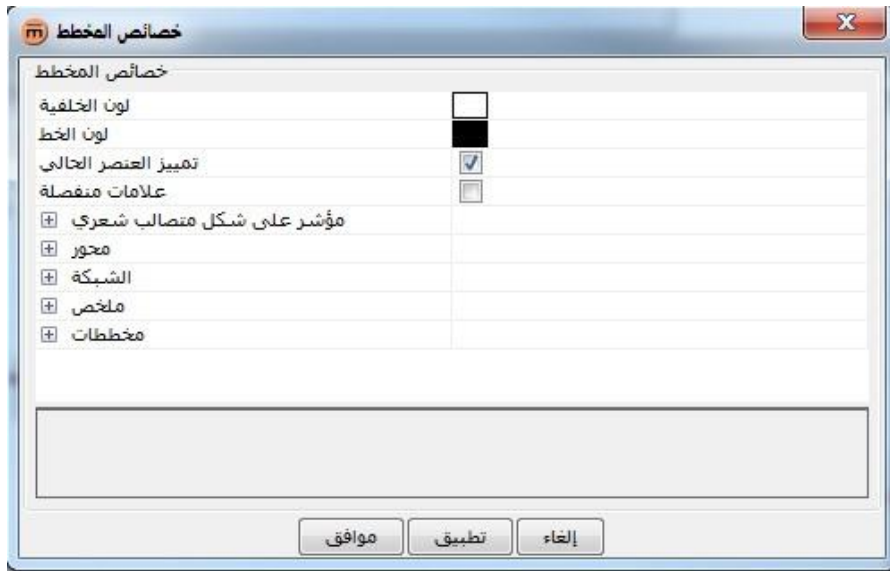 خصائص المخطط
خصائص المخطط
لون الخلفية
لون الخط
تمييز العنصر الحالي
علامات منفصلة
مؤشر على شكل متصالب شعري
محور
الشبكة
ملخص
مخططات
موافق تطبيق إلغاء